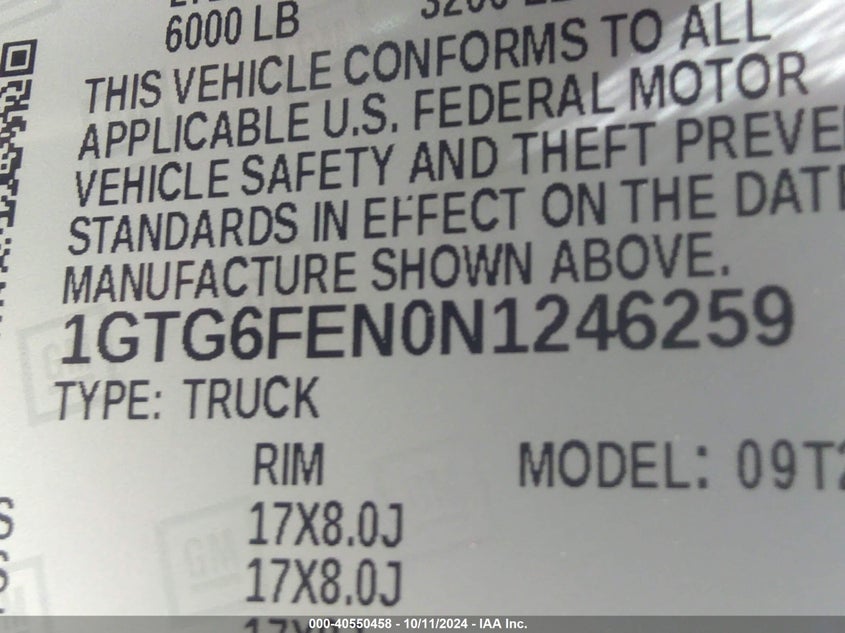 6000 LB
THIS VEHICLE CONFORMS TO ALL
APPLICABLE U.S. FEDERAL MOTOR
VEHICLE SAFETY AND THEFT PREVE
STANDARDS IN EFFECT ON THE DATE
MANUFACTURE SHOWN ABOVE.
1GTG6FEN0N1246259
TYPE: TRUCK
RIM MODEL: 09T2
S 17X8.0J
S 17X8.0J
GM
000-40550458 - 10/11/2024 - IAA Inc.